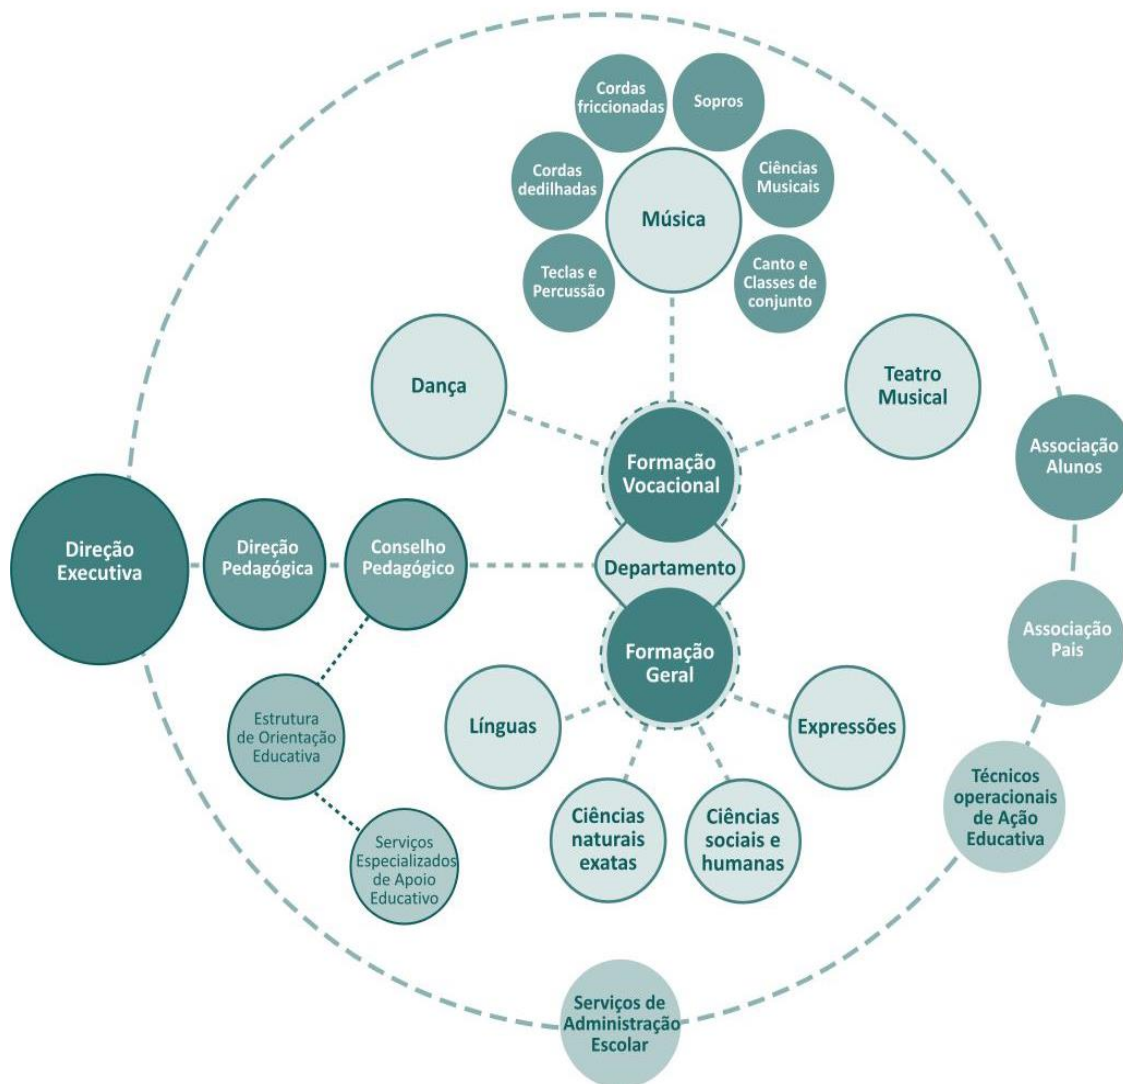 Cordas
friccionadas
Sopros
Cordas
dedilhadas
Ciências
Musicais
Música
Teclas e
Percussão
Canto e
Classes de
conjunto
Dança
Teatro
Musical
Formação
Vocacional
Associação
Alunos
Direção
Executiva
Direção
Pedagógica
Conselho
Pedagógico
Departamento
Formação
Geral
Associação
Pais
Estrutura
de Orientação
Educativa
Línguas
Expressões
Técnicos
operacionais
de Ação
Educativa
Ciências
naturais
exatas
Ciências
sociais e
humanas
Serviços
Especializados
de Apoio
Educativo
Serviços de
Administração
Escolar